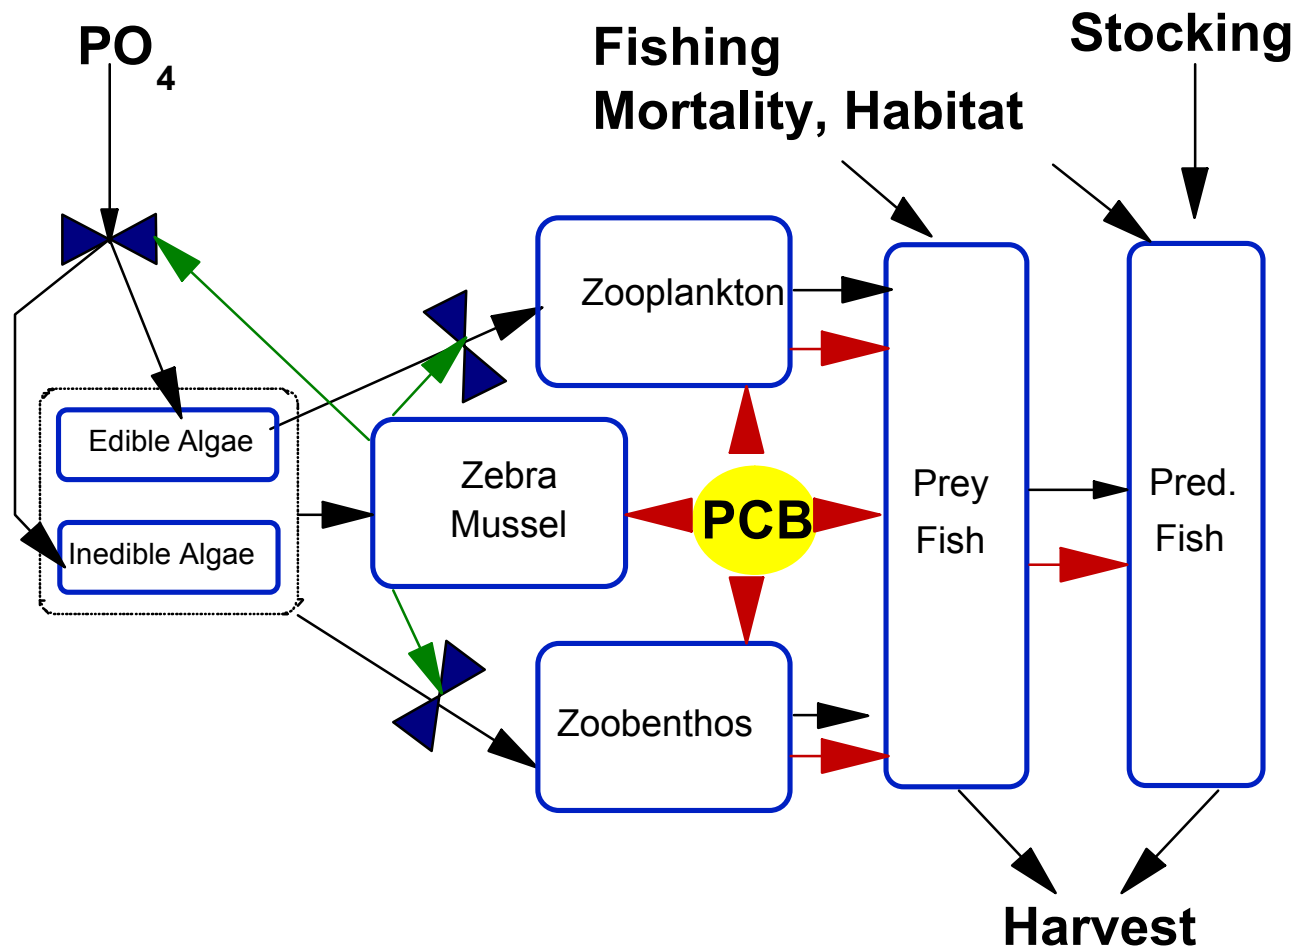 PO4
Fishing
Mortality, Habitat
Stocking
Zooplankton
Edible Algae
Inedible Algae
Zebra
Mussel
PCB
Prey
Fish
Pred.
Fish
Zoobenthos
Harvest